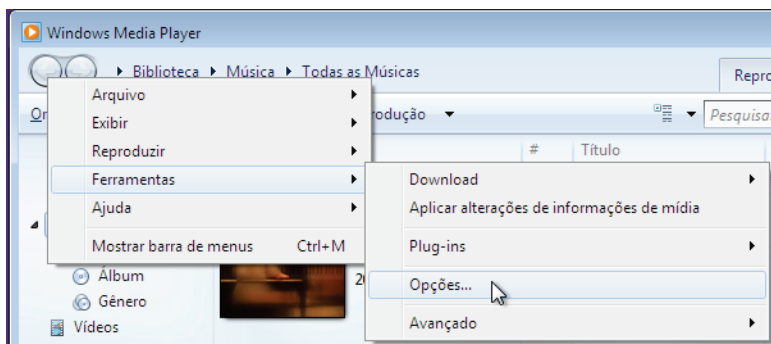 Windows Media Player
Biblioteca Música Todas as Músicas
Repro
Arquivo
Or
rodução
Pesquisar
Exibir
Reproduzir
# Título
Ferramentas
Download
Ajuda
Aplicar alterações de informações de mídia
Mostrar barra de menus Ctrl+M
Plug-ins
Álbum
20
Opções...
Gênero
Vídeos
Avançado